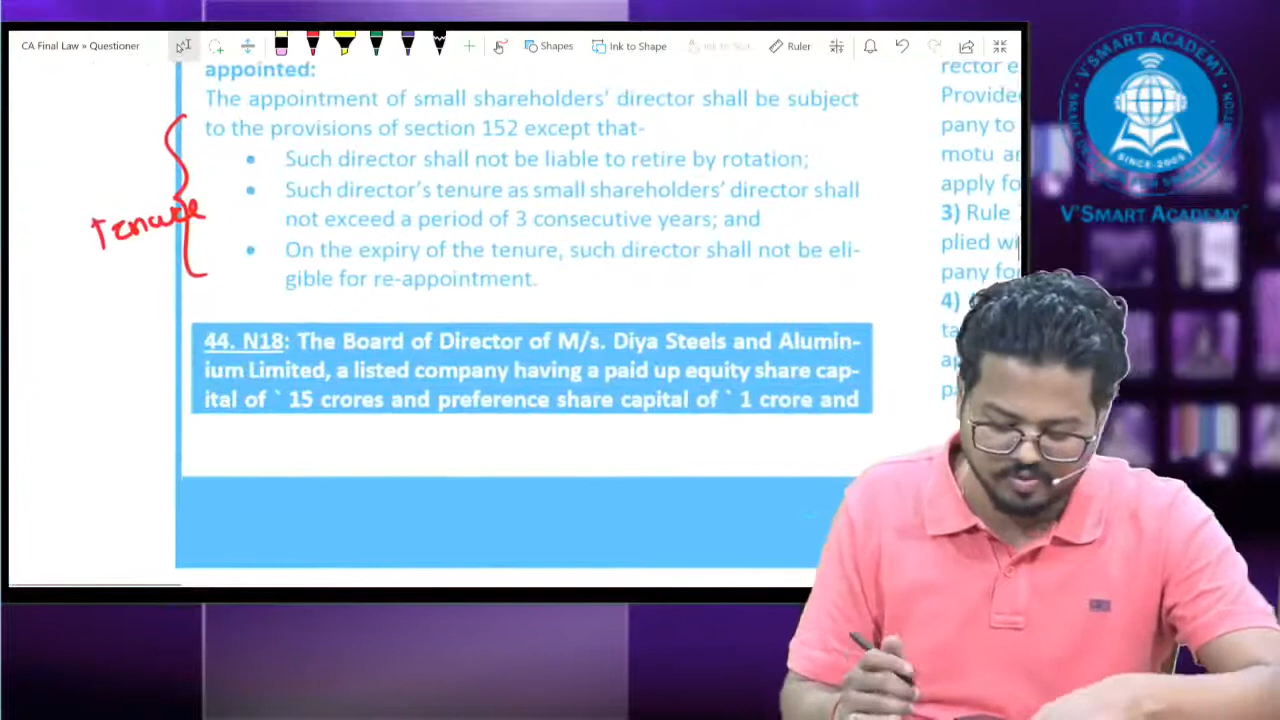 CA Final Law » Questioner
Shapes
Ink to Shape
Ruler
appointed:
The appointment of small shareholders' director shall be subject
to the provisions of section 152 except that-
• Such director shall not be liable to retire by rotation;
• Such director's tenure as small shareholders' director shall
not exceed a period of 3 consecutive years; and
• On the expiry of the tenure, such director shall not be eli-
gible for re-appointment.
Tenure
44. N18: The Board of Director of M/s. Diya Steels and Alumin-
ium Limited, a listed company having a paid up equity share cap-
ital of ` 15 crores and preference share capital of ` 1 crore and
rector e
Provide
pany to
motu a
apply fo
3) Rule
plied w
pany fo
4)
V'SMART ACADEMY
SINCE-2005
V'SMART ACADEMY